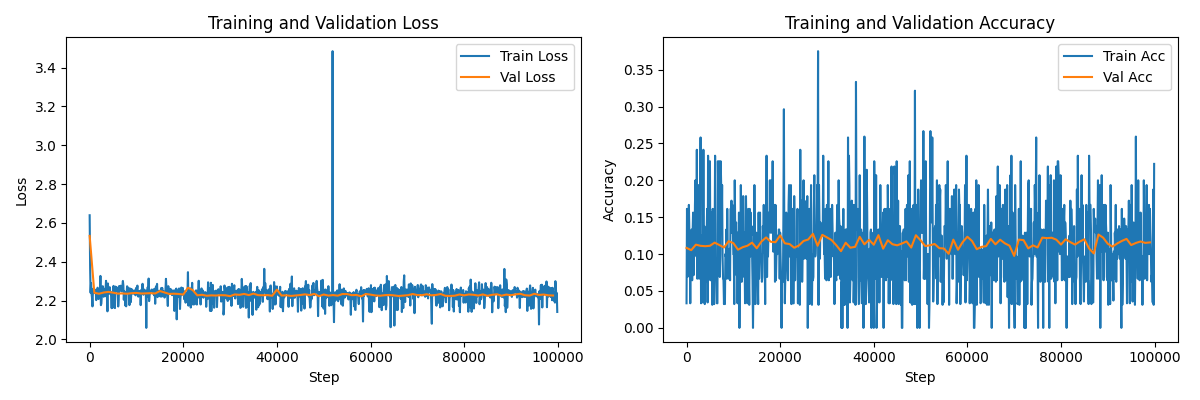 Training and Validation Loss
3.4
3.2
3.0
2.8
2.6
2.4
2.2
2.0
Loss
Train Loss
Val Loss
0 20000 40000 60000 80000 100000
Step
Training and Validation Accuracy
0.35
0.30
0.25
0.20
0.15
0.10
0.05
0.00
Accuracy
Train Acc
Val Acc
0 20000 40000 60000 80000 100000
Step